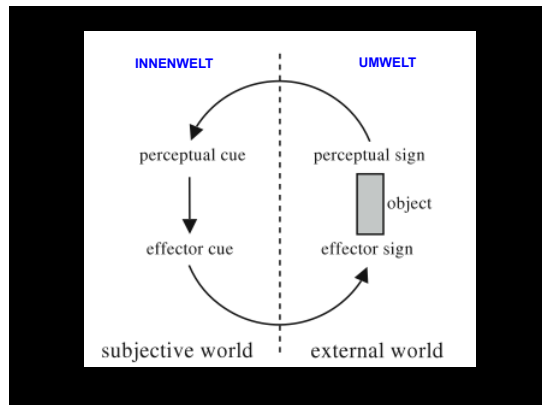 INNENWELT UMWELT
perceptual cue perceptual sign
object
effector cue effector sign
subjective world external world